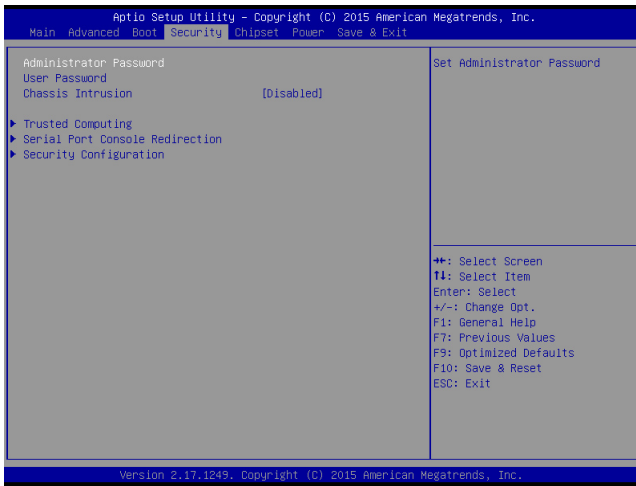 Aptio Setup Utility – Copyright (C) 2015 American Megatrends, Inc.
Main Advanced Boot Security Chipset Power Save & Exit
Administrator Password
User Password
Chassis Intrusion [Disabled]
Trusted Computing
Serial Port Console Redirection
Security Configuration
Set Administrator Password
→←: Select Screen
↑↓: Select Item
Enter: Select
+/-: Change Opt.
F1: General Help
F7: Previous Values
F9: Optimized Defaults
F10: Save & Reset
ESC: Exit
Version 2.17.1249. Copyright (C) 2015 American Megatrends, Inc.